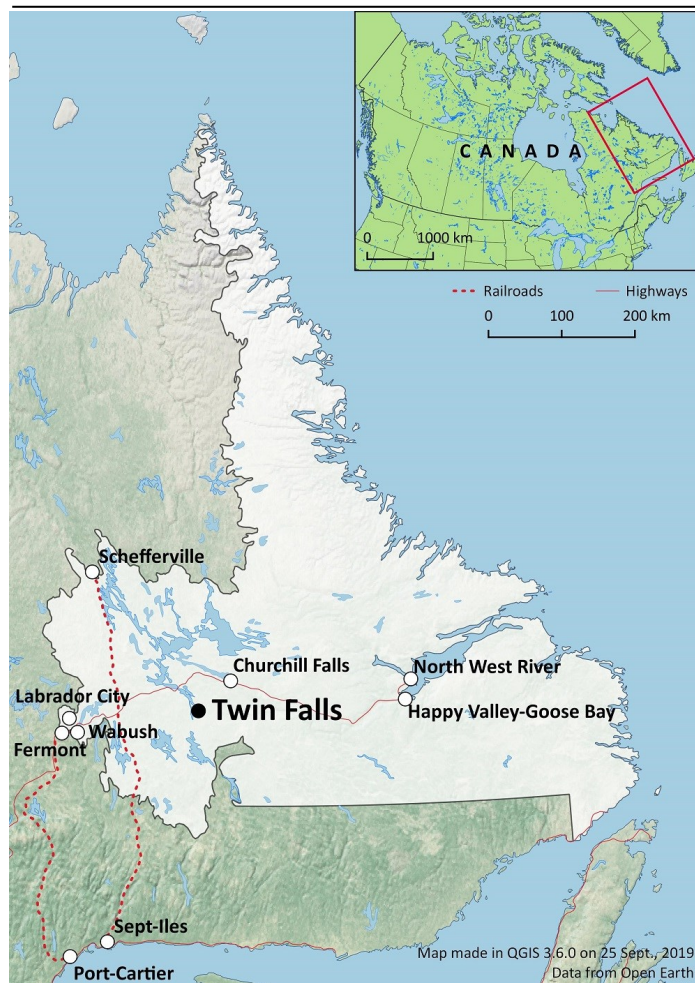 C A N A D A
0 1000 km
Railroads Highways
0 100 200 km
Schefferville
Churchill Falls
North West River
Labrador City
Twin Falls
Happy Valley-Goose Bay
Wabush
Fermont
Sept-Iles
Port-Cartier
Map made in QGIS 3.6.0 on 25 Sept., 2019
Data from Open Earth